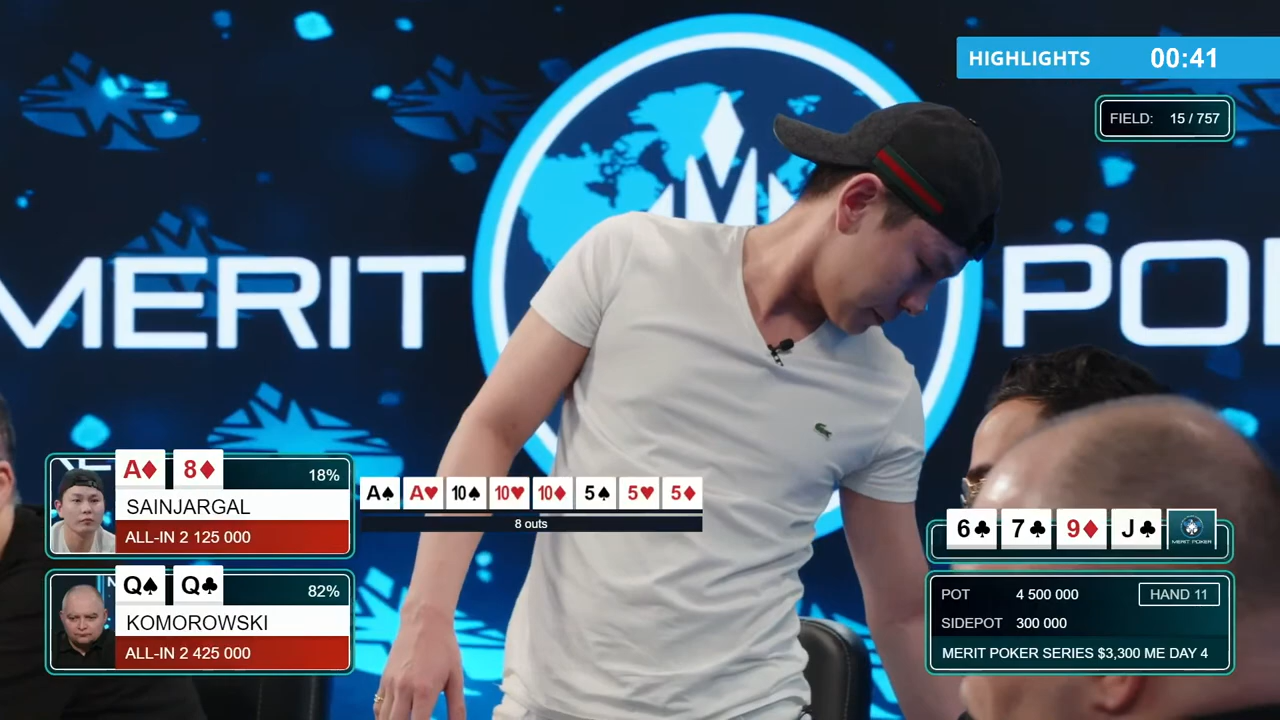 HIGHLIGHTS 00:41
FIELD: 15 / 757
MERIT PO
A♦ 8♦ 18%
SAINJARGAL
ALL-IN 2 125 000
A♠ A♥ 10♠ 10♥ 10♦ 5♠ 5♥ 5♦
8 outs
Q♠ Q♣ 82%
KOMOROWSKI
ALL-IN 2 425 000
6♣ 7♣ 9♦ J♣
MERIT POKER
POT 4 500 000 HAND 11
SIDEPOT 300 000
MERIT POKER SERIES $3,300 ME DAY 4